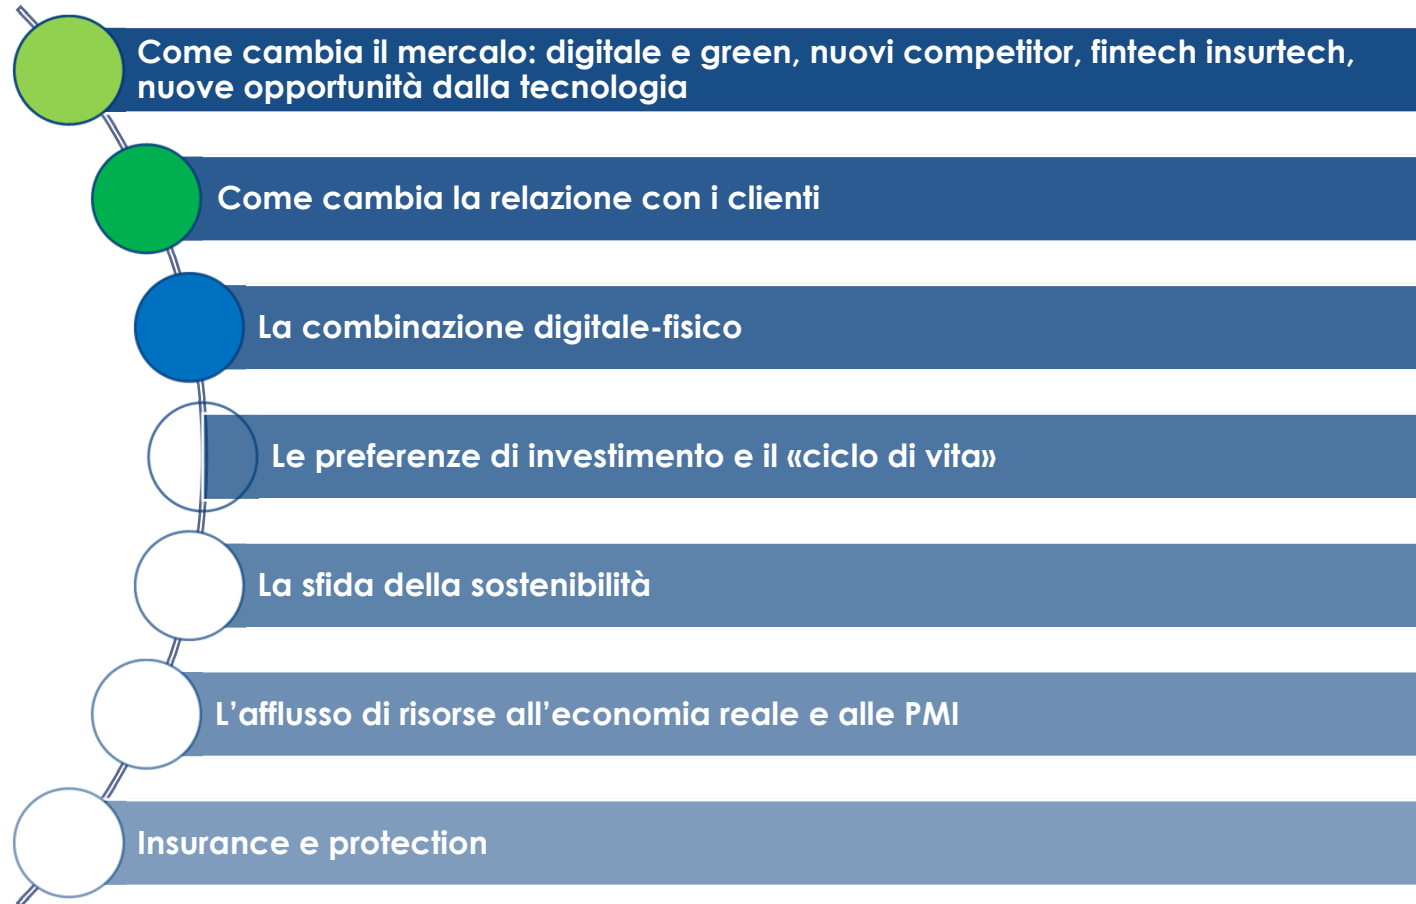 Come cambia il mercalo: digitale e green, nuovi competitor, fintech insurtech,
nuove opportunità dalla tecnologia
Come cambia la relazione con i clienti
La combinazione digitale-fisico
Le preferenze di investimento e il «ciclo di vita»
La sfida della sostenibilità
L’afflusso di risorse all’economia reale e alle PMI
Insurance e protection